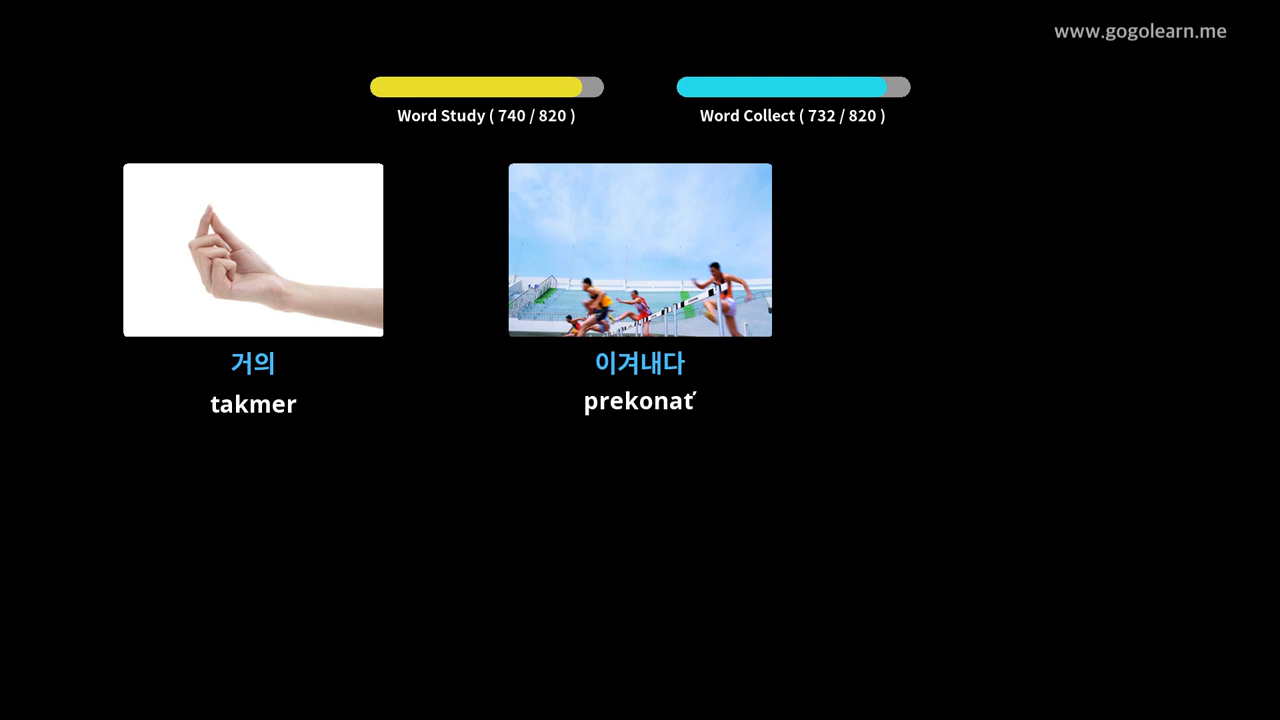 www.gogolearn.me
Word Study ( 740 / 820 )
Word Collect ( 732 / 820 )
거의
takmer
이겨내다
prekonať